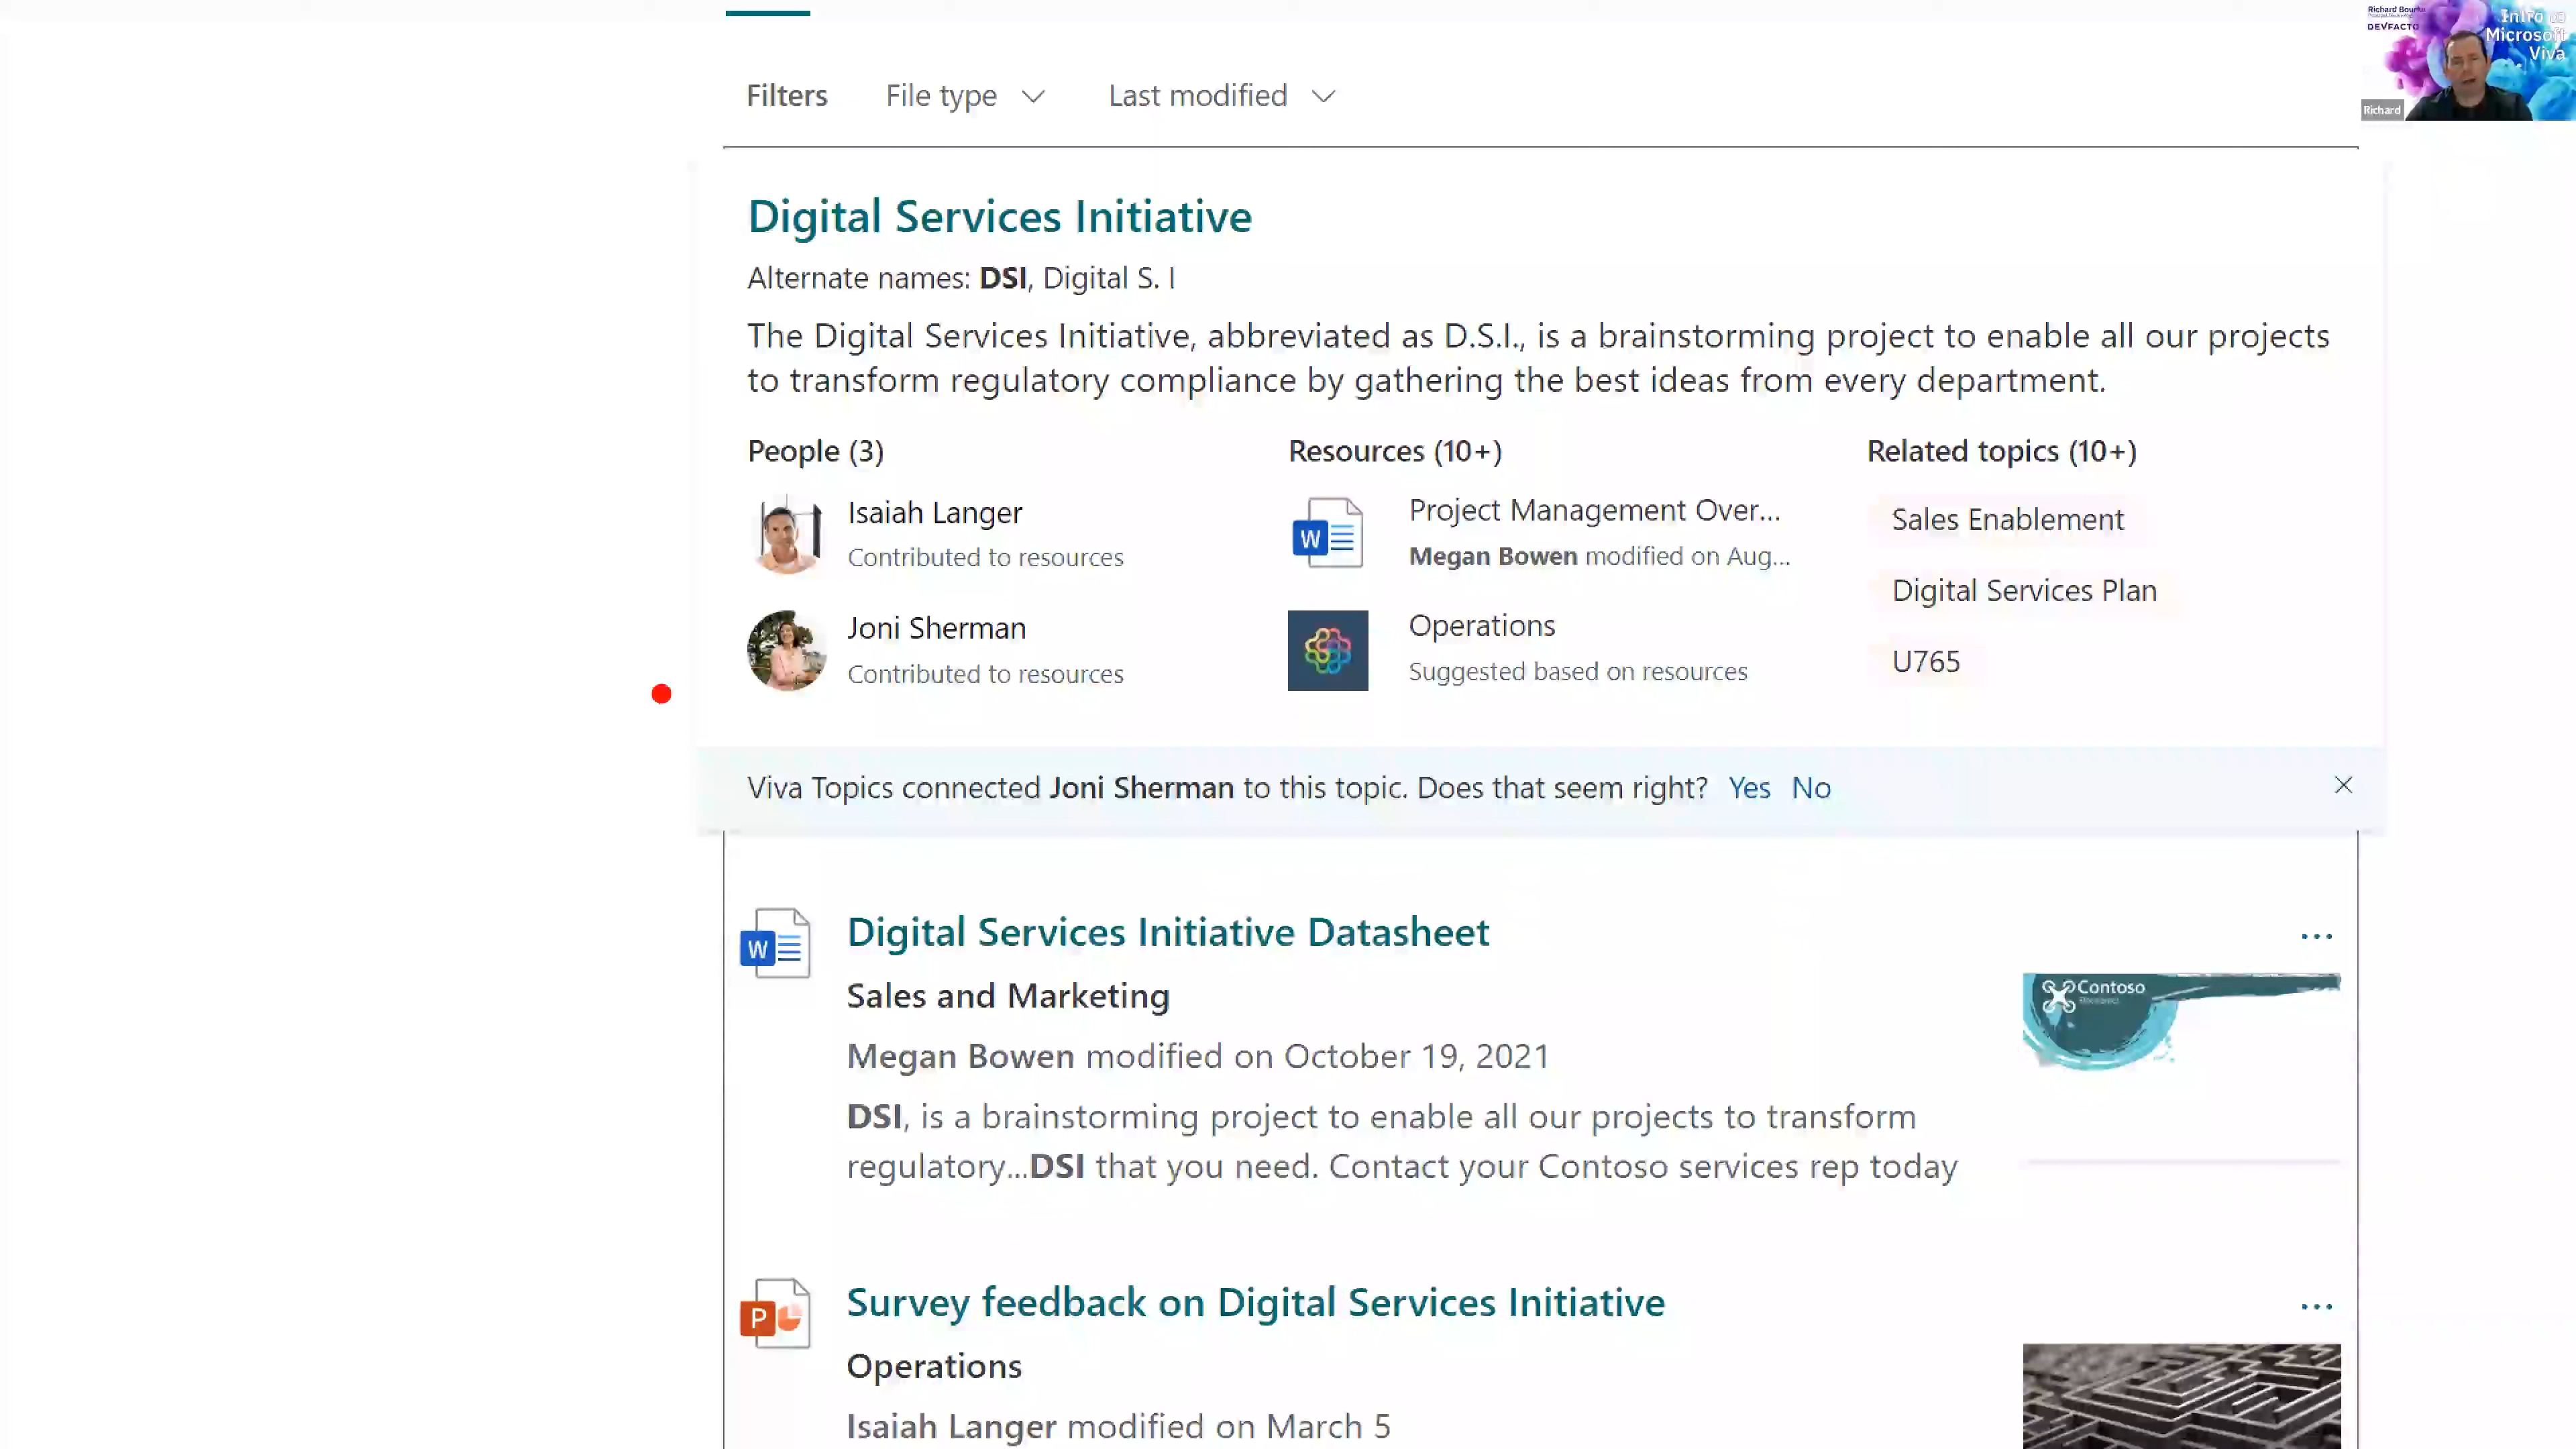 Richard Bourke
DEVFACTO
Intro to
Microsoft
Viva
Richard
Filters File type Last modified
Digital Services Initiative
Alternate names: DSI, Digital S. I
The Digital Services Initiative, abbreviated as D.S.I., is a brainstorming project to enable all our projects
to transform regulatory compliance by gathering the best ideas from every department.
People (3) Resources (10+) Related topics (10+)
Isaiah Langer
Contributed to resources
Joni Sherman
Contributed to resources
W
Project Management Over...
Megan Bowen modified on Aug...
Operations
Suggested based on resources
Sales Enablement
Digital Services Plan
U765
Viva Topics connected Joni Sherman to this topic. Does that seem right? Yes No
W
Digital Services Initiative Datasheet
Sales and Marketing
Megan Bowen modified on October 19, 2021
DSI, is a brainstorming project to enable all our projects to transform
regulatory...DSI that you need. Contact your Contoso services rep today
Contoso
P
Survey feedback on Digital Services Initiative
Operations
Isaiah Langer modified on March 5